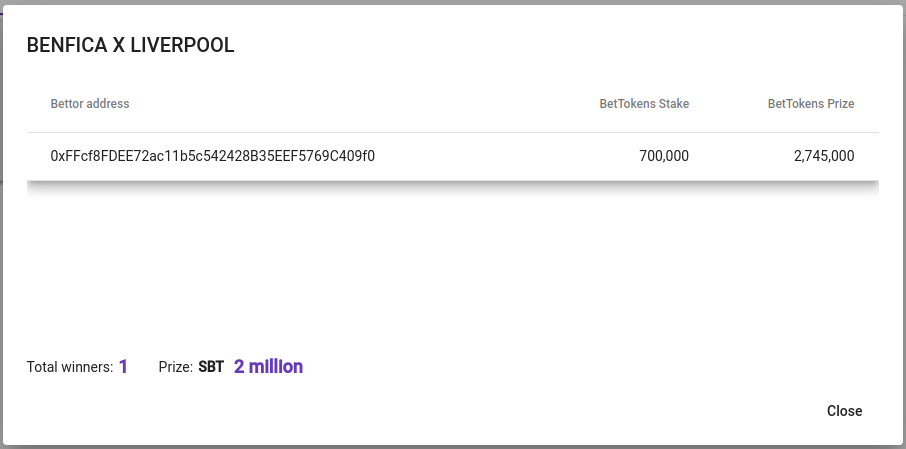 BENFICA X LIVERPOOL
Bettor address BetTokens Stake BetTokens Prize
0xFFcf8FDEE72ac11b5c542428B35EEF5769C409f0 700,000 2,745,000
Total winners: 1 Prize: SBT 2 million
Close